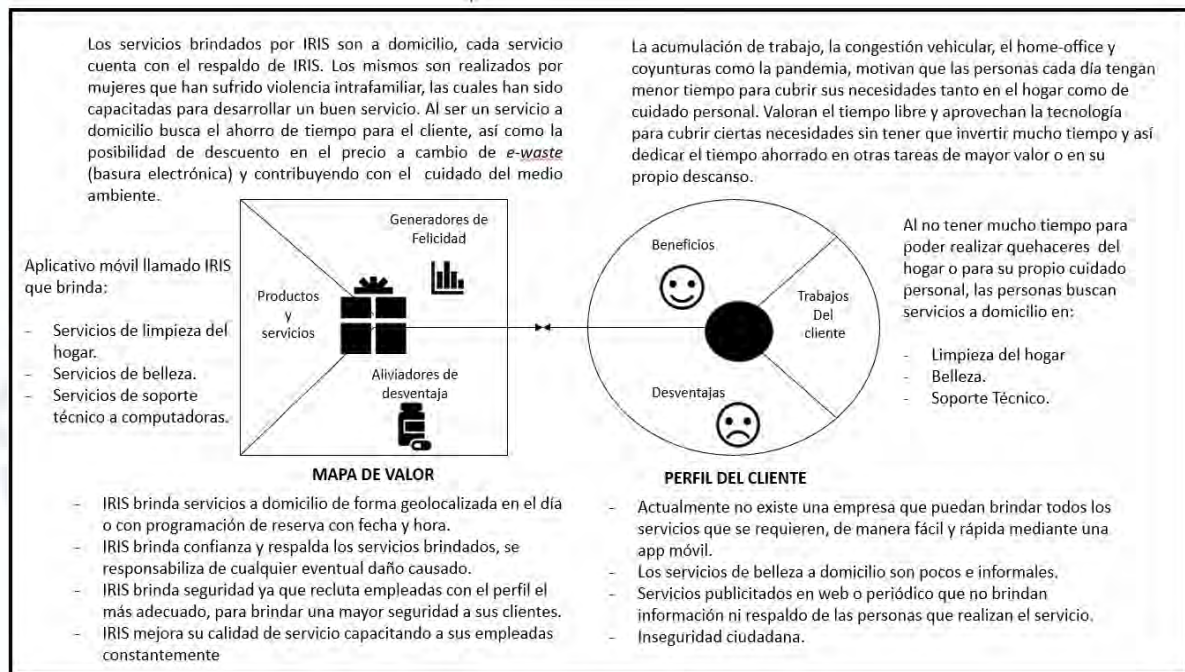 Los servicios brindados por IRIS son a domicilio, cada servicio
cuenta con el respaldo de IRIS. Los mismos son realizados por
mujeres que han sufrido violencia intrafamiliar, las cuales han sido
capacitadas para desarrollar un buen servicio. Al ser un servicio a
domicilio busca el ahorro de tiempo para el cliente, así como la
posibilidad de descuento en el precio a cambio de e-waste
(basura electrónica) y contribuyendo con el cuidado del medio
ambiente.
La acumulación de trabajo, la congestión vehicular, el home-office y
coyunturas como la pandemia, motivan que las personas cada día tengan
menor tiempo para cubrir sus necesidades tanto en el hogar como de
cuidado personal. Valoran el tiempo libre y aprovechan la tecnología
para cubrir ciertas necesidades sin tener que invertir mucho tiempo y así
dedicar el tiempo ahorrado en otras tareas de mayor valor o en su
propio descanso.
Aplicativo móvil llamado IRIS
que brinda:
- Servicios de limpieza del
hogar.
- Servicios de belleza.
- Servicios de soporte
técnico a computadoras.
Generadores de
Felicidad
Productos
y
servicios
Aliviadores de
desventaja
Beneficios
Trabajos
Del
cliente
Desventajas
Al no tener mucho tiempo para
poder realizar quehaceres del
hogar o para su propio cuidado
personal, las personas buscan
servicios a domicilio en:
- Limpieza del hogar
- Belleza.
- Soporte Técnico.
MAPA DE VALOR
- IRIS brinda servicios a domicilio de forma geolocalizada en el día
o con programación de reserva con fecha y hora.
- IRIS brinda confianza y respalda los servicios brindados, se
responsabiliza de cualquier eventual daño causado.
- IRIS brinda seguridad ya que recluta empleadas con el perfil el
más adecuado, para brindar una mayor seguridad a sus clientes.
- IRIS mejora su calidad de servicio capacitando a sus empleadas
constantemente
PERFIL DEL CLIENTE
- Actualmente no existe una empresa que puedan brindar todos los
servicios que se requieren, de manera fácil y rápida mediante una
app móvil.
- Los servicios de belleza a domicilio son pocos e informales.
- Servicios publicitados en web o periódico que no brindan
información ni respaldo de las personas que realizan el servicio.
- Inseguridad ciudadana.